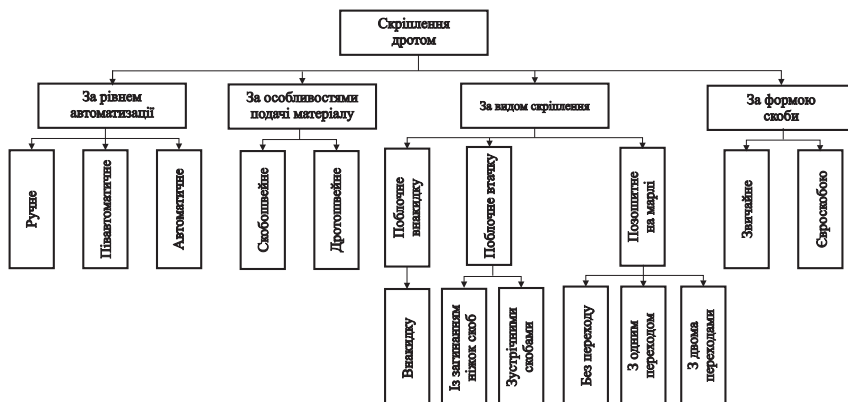 Скріплення
дротом
За рівнем
автоматизації
За особливостями
подачі матеріалу
За видом скріплення
За формою
скоби
Ручне
Півавтоматичне
Автоматичне
Скобошвейне
Дротошвейне
Поблочне
внакидку
Поблочне втачку
Позошитне
на марлі
Звичайне
Євроскобою
Внакидку
Із загинанням
ніжок скоб
Зустрічними
скобами
Без переходу
З одним
переходом
З двома
переходами